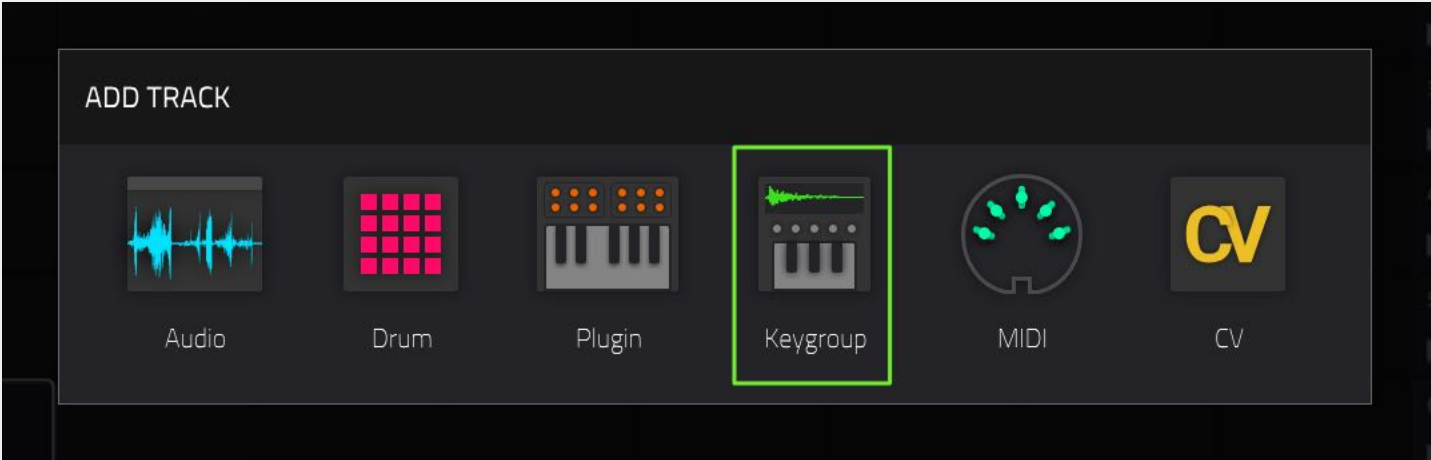 ADD TRACK
CV
Audio
Drum
Plugin
Keygroup
MIDI
CV